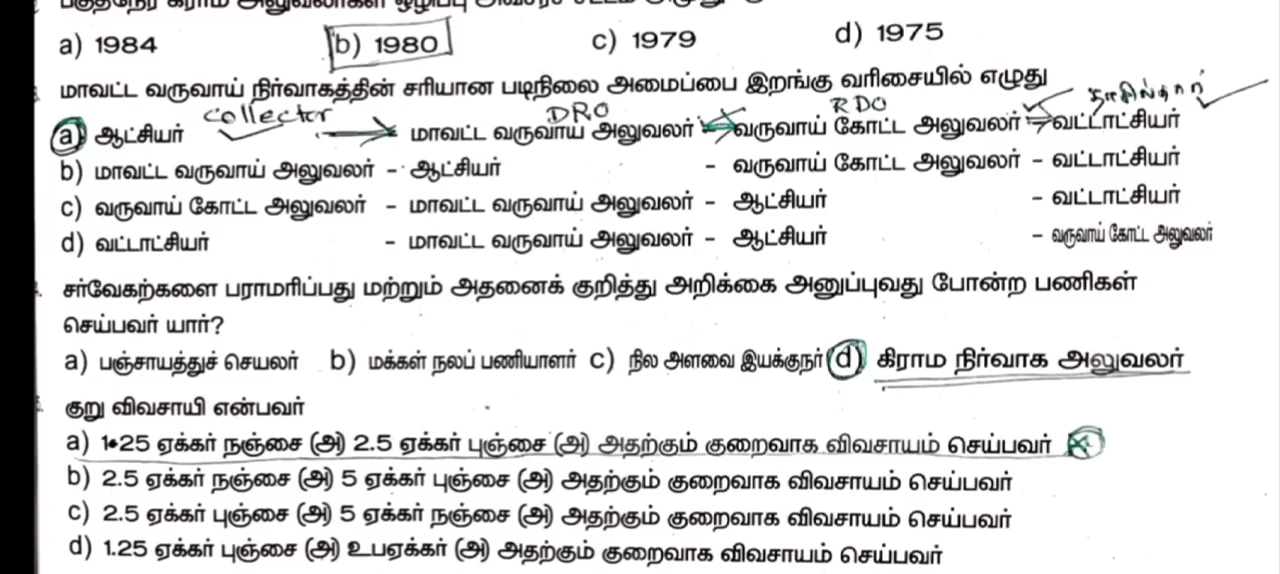 a) 1984 b) 1980 c) 1979 d) 1975
மாவட்ட வருவாய் நிர்வாகத்தின் சரியான படிநிலை அமைப்பை இறங்கு வரிசையில் எழுது
collector DRO RDO தாசில்தார்
a) ஆட்சியர் மாவட்ட வருவாய் அலுவலர் வருவாய் கோட்ட அலுவலர் வட்டாட்சியர்
b) மாவட்ட வருவாய் அலுவலர் - ஆட்சியர் - வருவாய் கோட்ட அலுவலர் - வட்டாட்சியர்
c) வருவாய் கோட்ட அலுவலர் - மாவட்ட வருவாய் அலுவலர் - ஆட்சியர் - வட்டாட்சியர்
d) வட்டாட்சியர் - மாவட்ட வருவாய் அலுவலர் - ஆட்சியர் - வருவாய் கோட்ட அலுவலர்
சர்வேகற்களை பராமரிப்பது மற்றும் அதனைக் குறித்து அறிக்கை அனுப்புவது போன்ற பணிகள்
செய்பவர் யார்?
a) பஞ்சாயத்துச் செயலர் b) மக்கள் நலப் பணியாளர் c) நில அளவை இயக்குநர் d) கிராம நிர்வாக அலுவலர்
குறு விவசாயி என்பவர்
a) 1.25 ஏக்கர் நஞ்சை (அ) 2.5 ஏக்கர் புஞ்சை (அ) அதற்கும் குறைவாக விவசாயம் செய்பவர்
b) 2.5 ஏக்கர் நஞ்சை (அ) 5 ஏக்கர் புஞ்சை (அ) அதற்கும் குறைவாக விவசாயம் செய்பவர்
c) 2.5 ஏக்கர் புஞ்சை (அ) 5 ஏக்கர் நஞ்சை (அ) அதற்கும் குறைவாக விவசாயம் செய்பவர்
d) 1.25 ஏக்கர் புஞ்சை (அ) உபஏக்கர் (அ) அதற்கும் குறைவாக விவசாயம் செய்பவர்